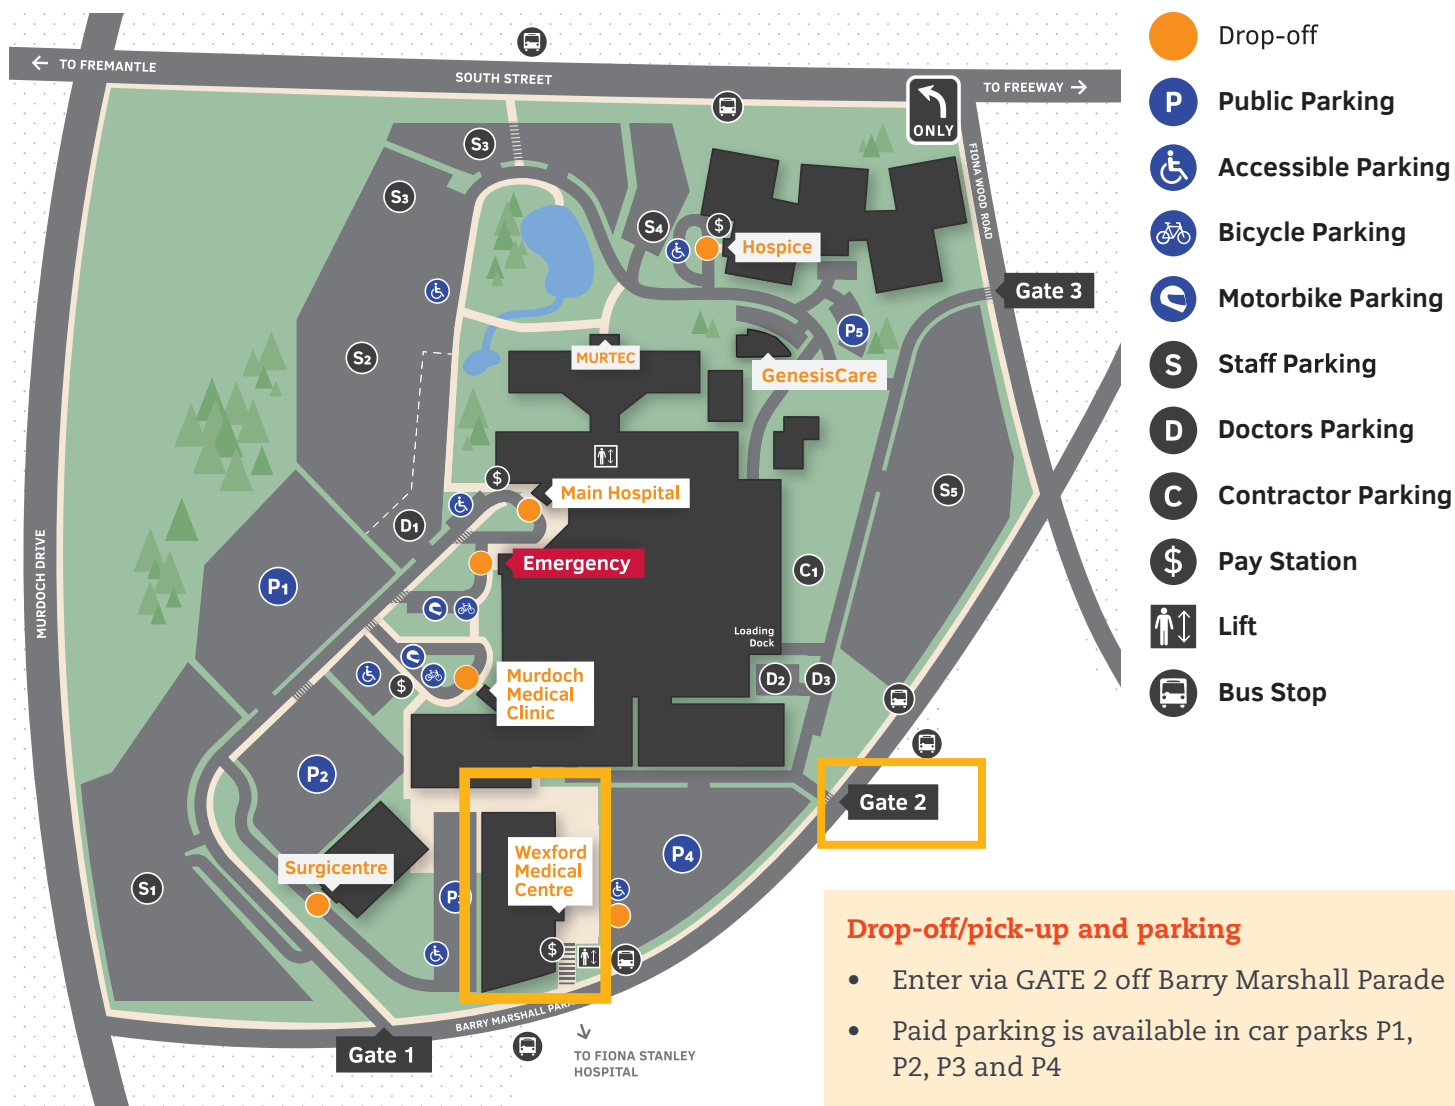 TO FREMANTLE
SOUTH STREET
TO FREEWAY
ONLY
FIONA WOOD ROAD
MURDOCH DRIVE
S3
S3
S4
$
Hospice
Gate 3
P5
S2
MURTEC
GenesisCare
$
Main Hospital
S5
D1
Emergency
C1
P1
Loading
Dock
Murdoch
Medical
Clinic
$
D2
D3
P2
Gate 2
Wexford
Medical
Centre
P4
Surgicentre
S1
P3
$
BARRY MARSHALL PARA
Gate 1
TO FIONA STANLEY
HOSPITAL
Drop-off
P Public Parking
Accessible Parking
Bicycle Parking
Motorbike Parking
S Staff Parking
D Doctors Parking
C Contractor Parking
$ Pay Station
Lift
Bus Stop
Drop-off/pick-up and parking
• Enter via GATE 2 off Barry Marshall Parade
• Paid parking is available in car parks P1,
P2, P3 and P4